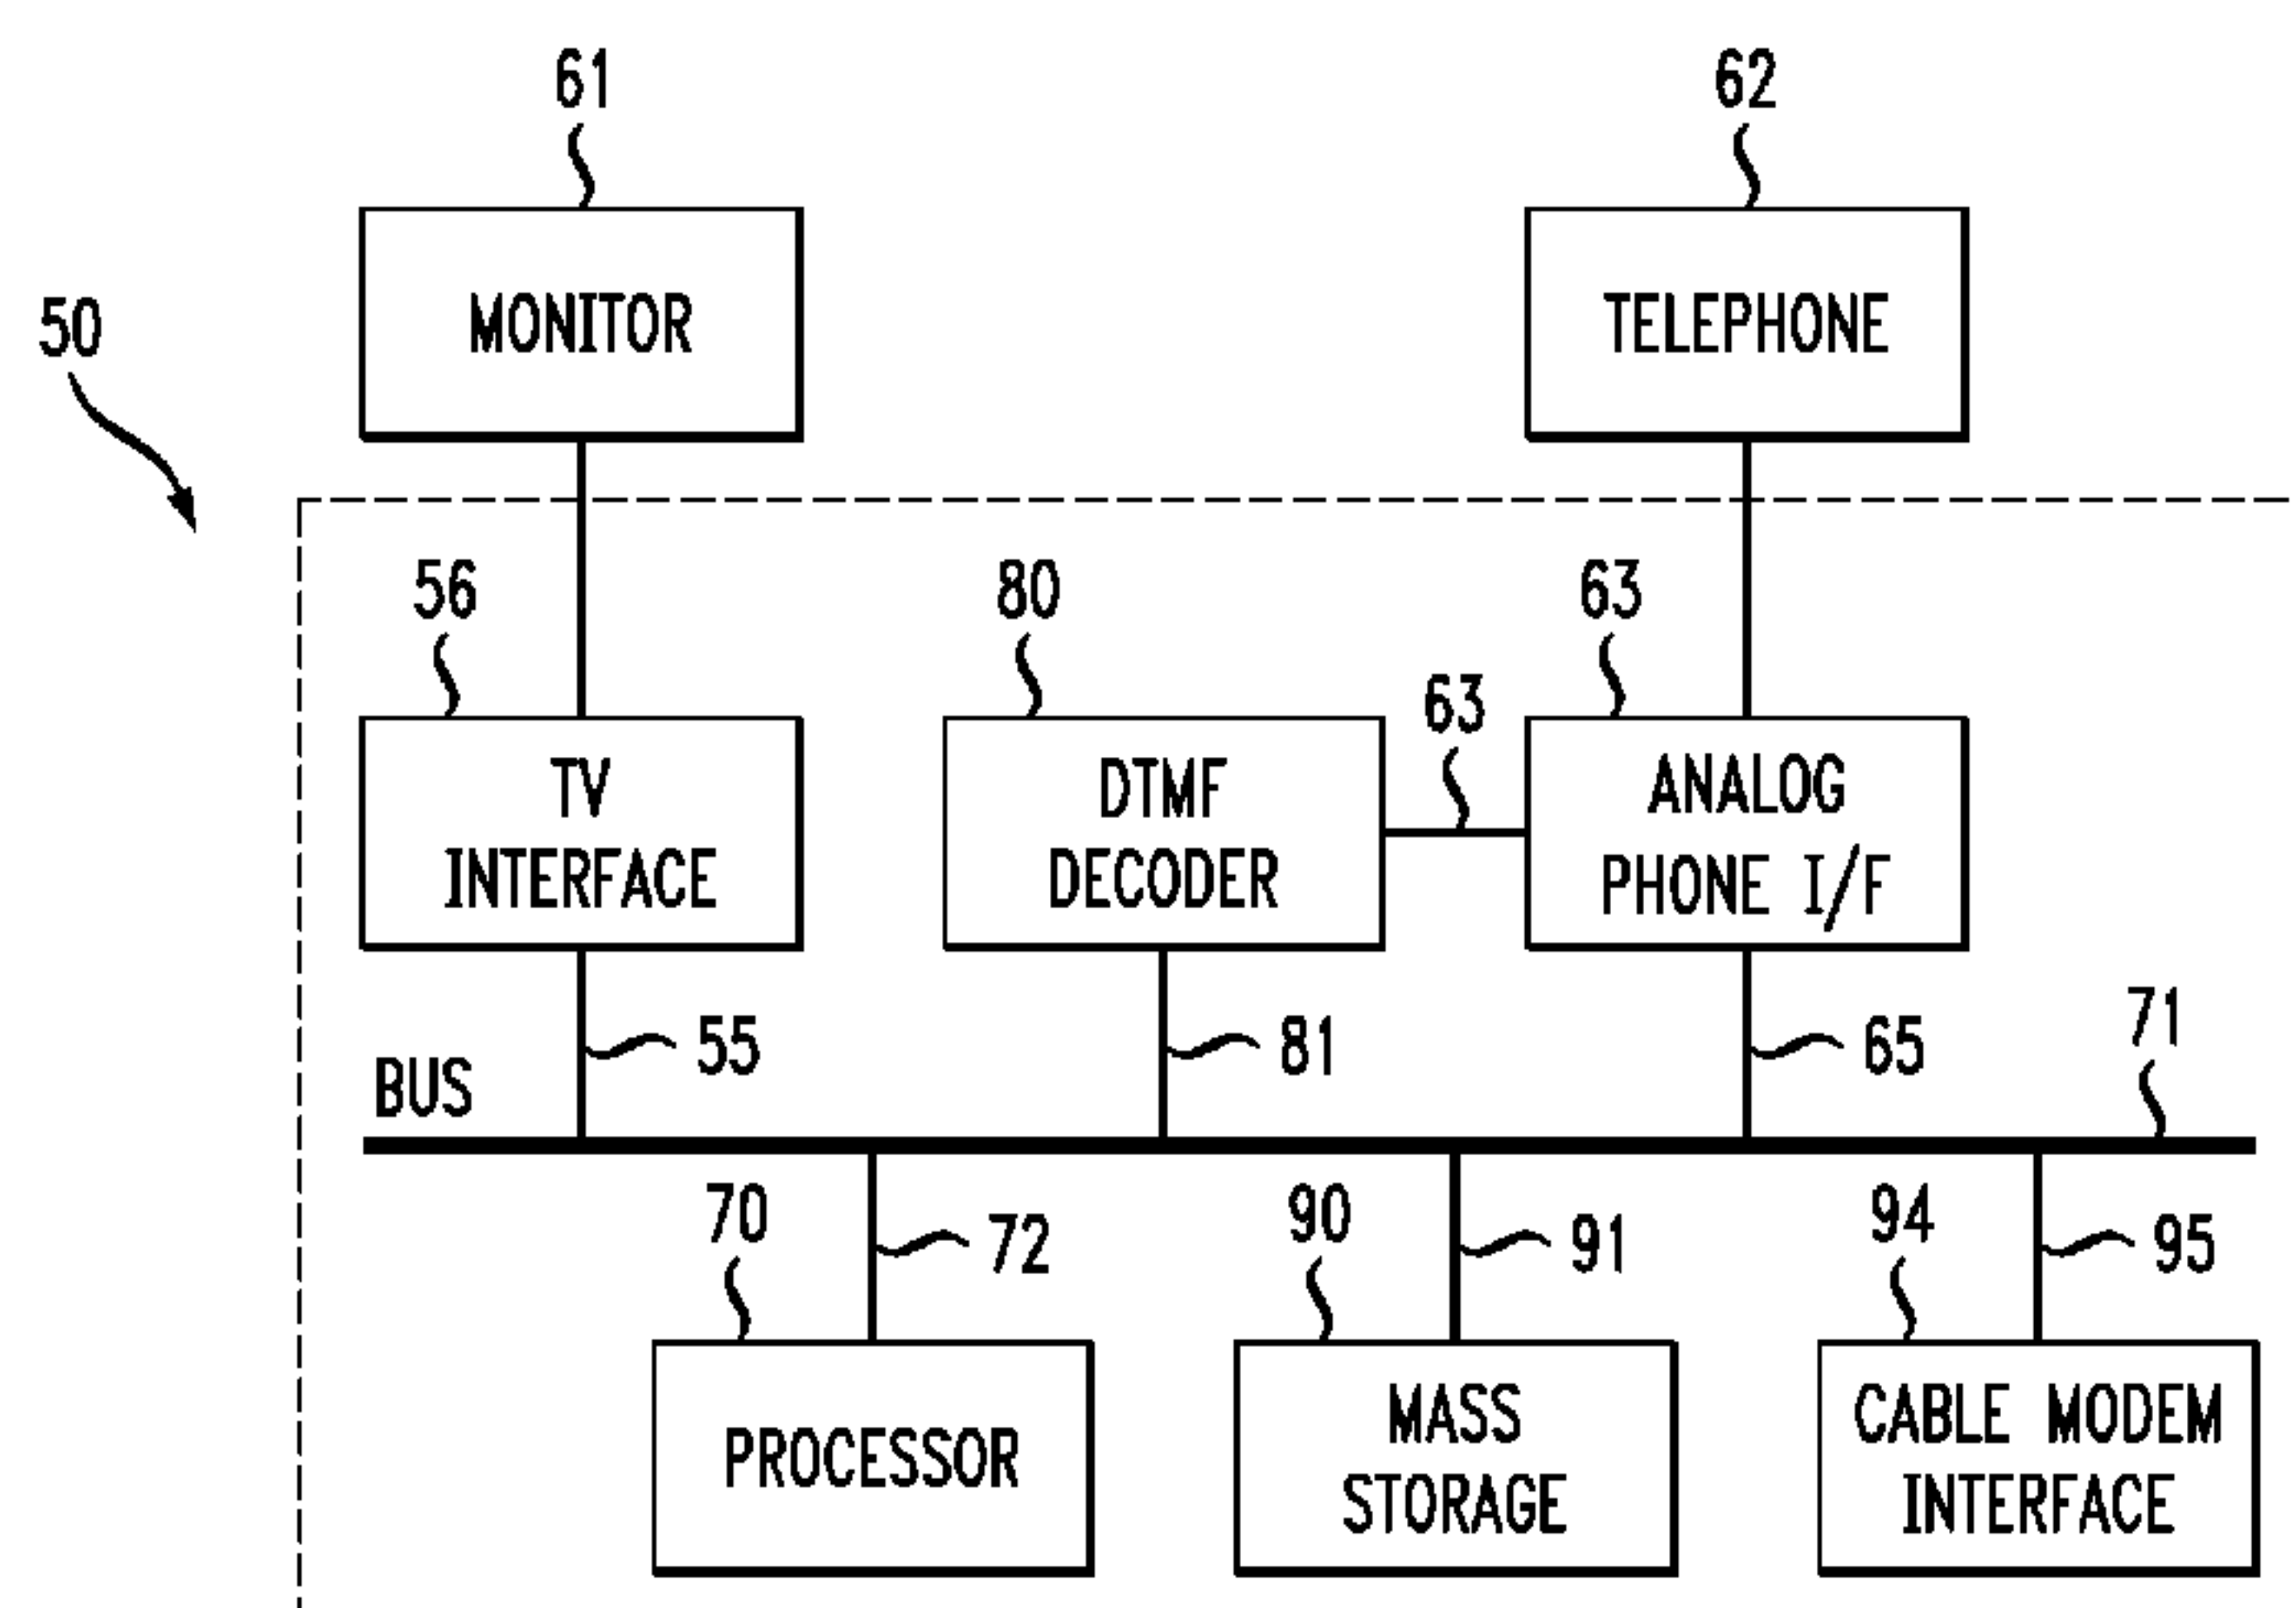 61
62
MONITOR
TELEPHONE
50
56
80
63
63
TV
INTERFACE
DTMF
DECODER
ANALOG
PHONE I/F
55
81
65
71
BUS
70
72
90
91
94
95
PROCESSOR
MASS
STORAGE
CABLE MODEM
INTERFACE